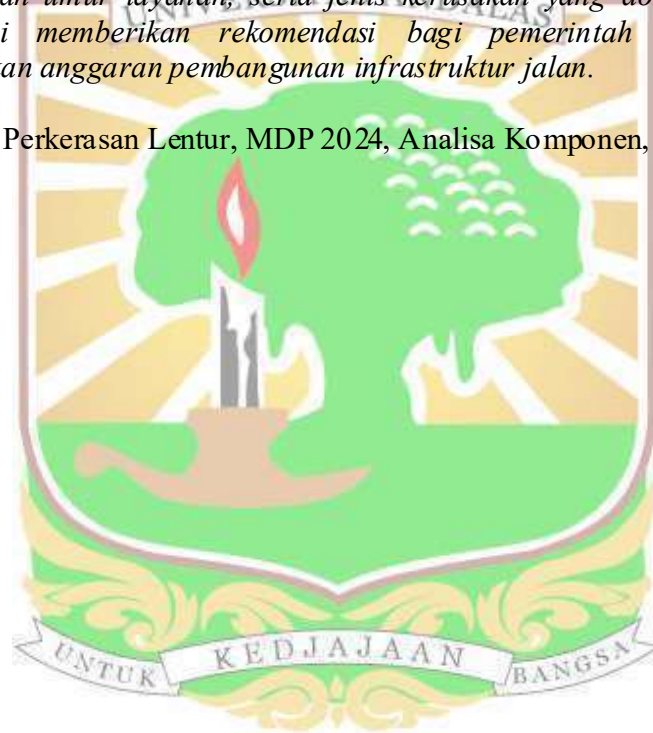 an umur layanan, serta jenis kerusakan yang do
i memberikan rekomendasi bagi pemerintah
an anggaran pembangunan infrastruktur jalan.
Perkerasan Lentur, MDP 2024, Analisa Komponen,
UNTUK KEDJAJAAN BANGSA